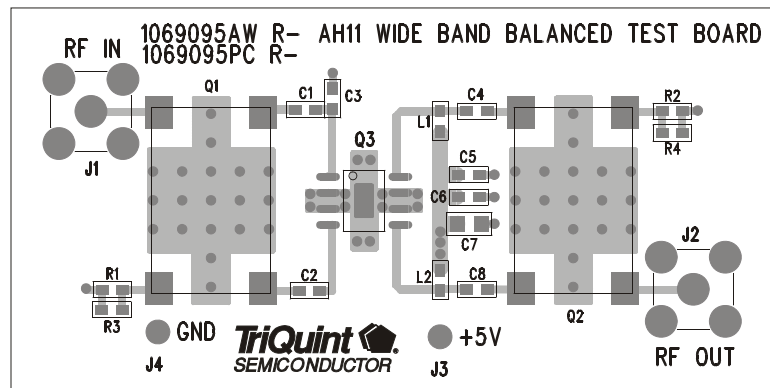 1069095AW R- AH11 WIDE BAND BALANCED TEST BOARD
1069095PC R-
RF IN
Q1
C1
C3
C4
R2
L1
R4
Q3
J1
C5
C6
C7
J2
R1
C2
L2
C8
R3
Q2
GND
TriQuint
SEMICONDUCTOR
+5V
J4
J3
RF OUT